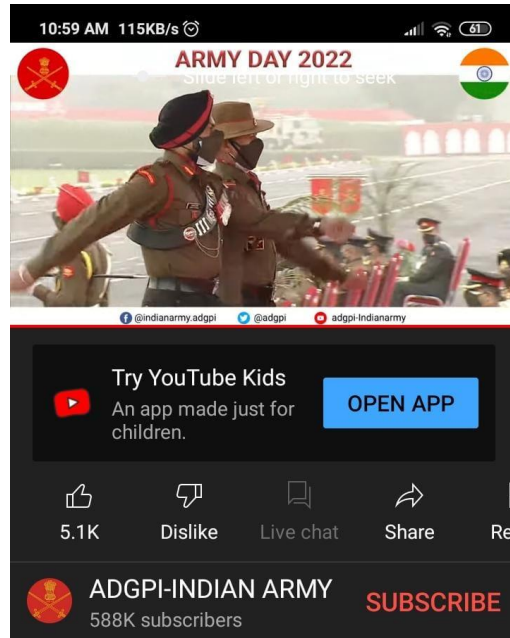 10:59 AM 115KB/s
61
ARMY DAY 2022
Slide left or right to seek
@indianarmy.adgpi @adgpi adgpi-Indianarmy
Try YouTube Kids
An app made just for
children.
OPEN APP
5.1K Dislike Live chat Share Re
ADGPI-INDIAN ARMY
588K subscribers
SUBSCRIBE